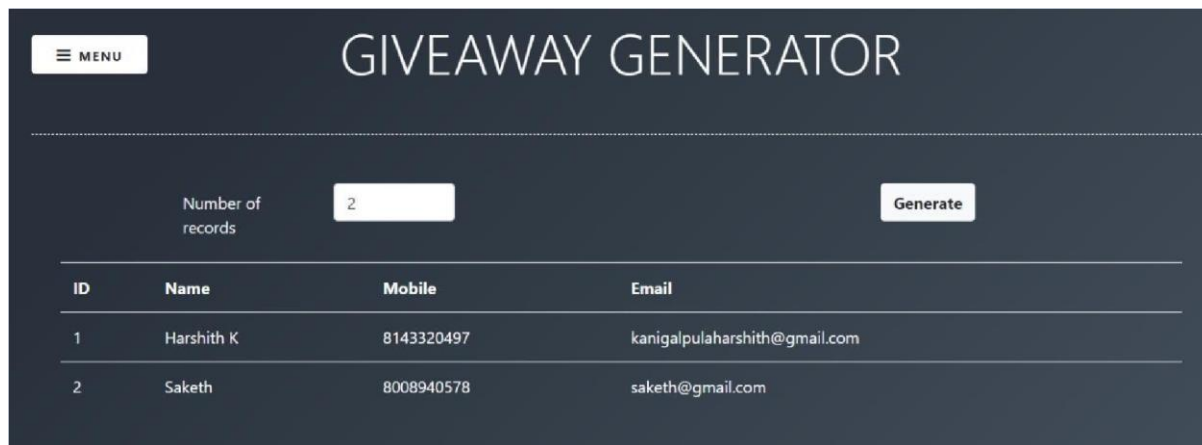 ☰ MENU
GIVEAWAY GENERATOR
Number of
records
2
Generate
ID Name Mobile Email
1 Harshith K 8143320497 kanigalpulaharshith@gmail.com
2 Saketh 8008940578 saketh@gmail.com